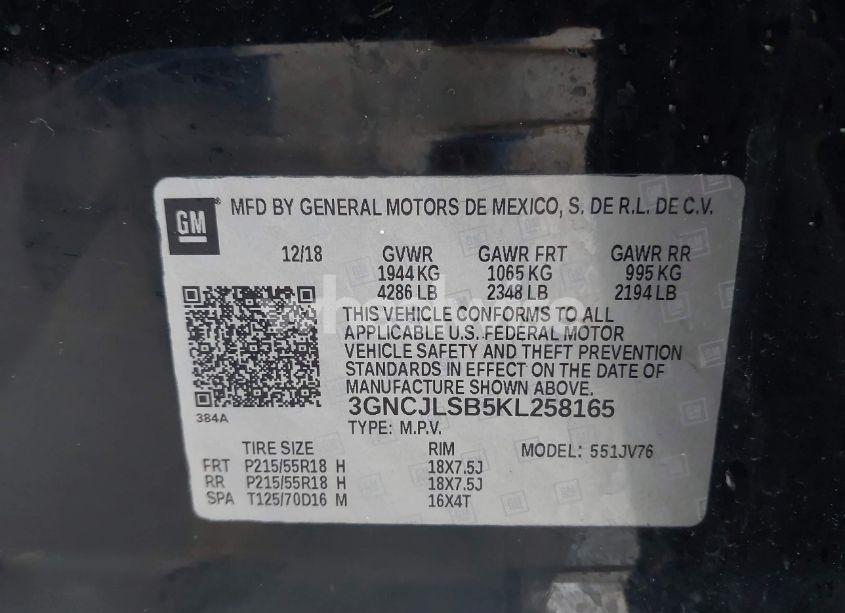 GM
MFD BY GENERAL MOTORS DE MEXICO, S. DE R.L. DE C.V.
12/18 GVWR GAWR FRT GAWR RR
1944 KG 1065 KG 995 KG
4286 LB 2348 LB 2194 LB
THIS VEHICLE CONFORMS TO ALL
APPLICABLE U.S. FEDERAL MOTOR
VEHICLE SAFETY AND THEFT PREVENTION
STANDARDS IN EFFECT ON THE DATE OF
MANUFACTURE SHOWN ABOVE.
384A
3GNCJLSB5KL258165
TYPE: M.P.V.
TIRE SIZE RIM MODEL: 551JV76
FRT P215/55R18 H 18X7.5J
RR P215/55R18 H 18X7.5J
SPA T125/70D16 M 16X4T